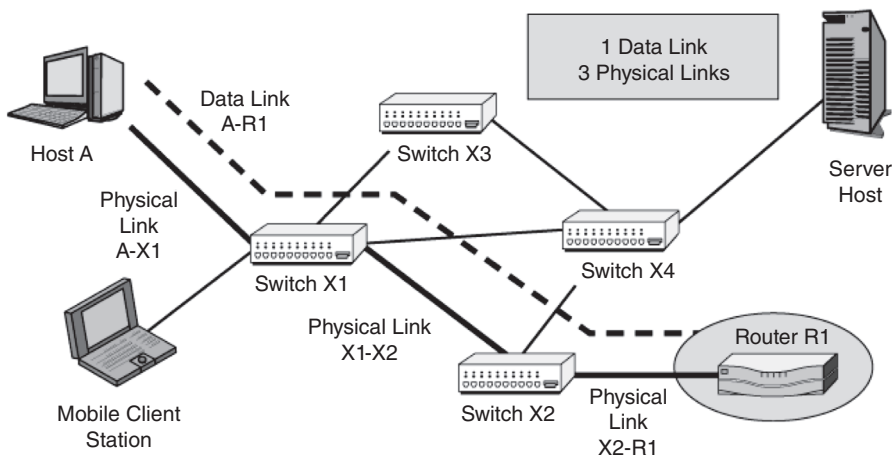 1 Data Link
3 Physical Links
Data Link
A-R1
Host A
Switch X3
Server
Host
Physical
Link
A-X1
Switch X1
Switch X4
Physical Link
X1-X2
Router R1
Mobile Client
Station
Switch X2
Physical
Link
X2-R1